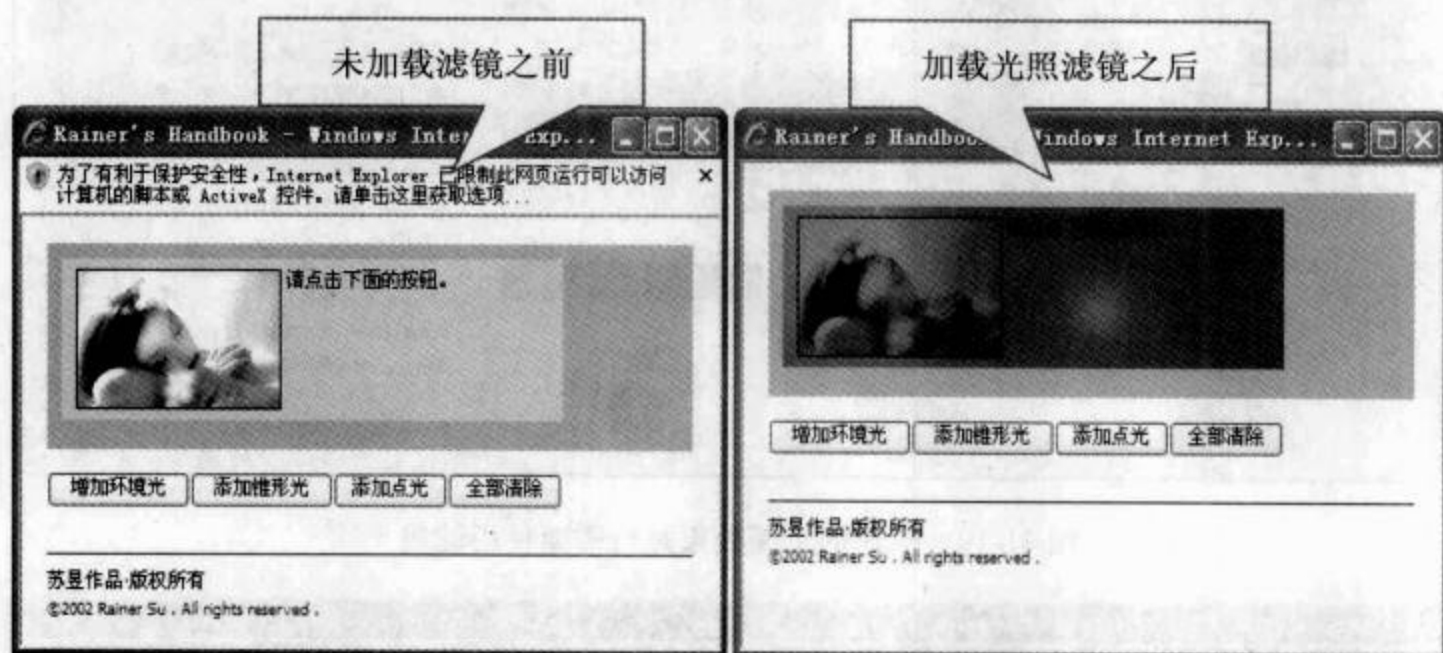 未加载滤镜之前
加载光照滤镜之后
Rainer's Handbook - Windows Inte Exp...
为了有利于保护安全性，Internet Explorer 已限制此网页运行可以访问
计算机的脚本或 ActiveX 控件。请单击这里获取选项...
请点击下面的按钮。
增加环境光 添加锥形光 添加点光 全部清除
苏昱作品·版权所有
©2002 Rainer Su . All rights reserved .
Rainer's Handboo Windows Internet Exp...
增加环境光 添加锥形光 添加点光 全部清除
苏昱作品·版权所有
©2002 Rainer Su . All rights reserved .